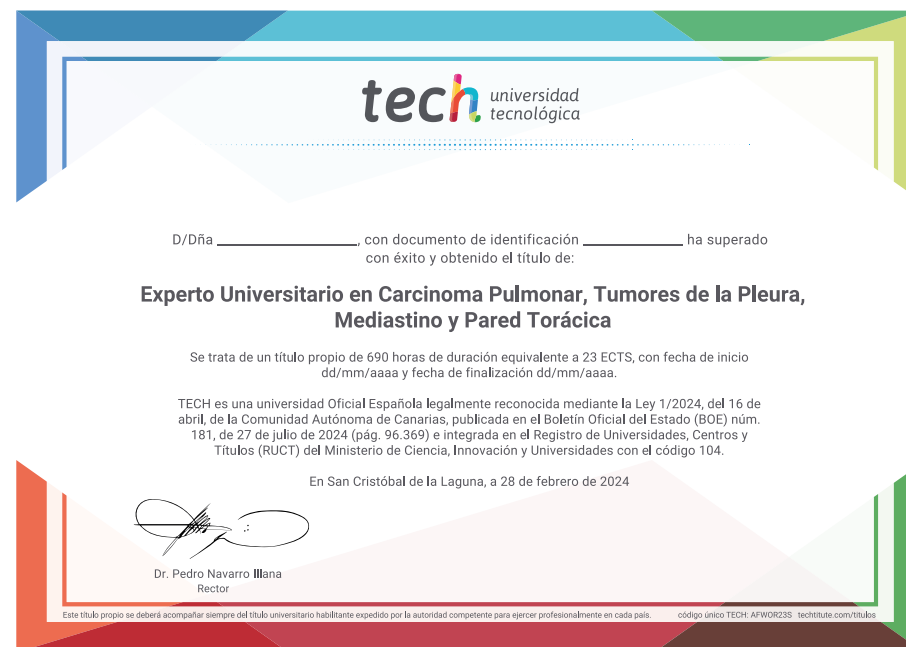 tech universidad
tecnológica
D/Dña ____________________, con documento de identificación ______________ ha superado
con éxito y obtenido el título de:
Experto Universitario en Carcinoma Pulmonar, Tumores de la Pleura,
Mediastino y Pared Torácica
Se trata de un título propio de 690 horas de duración equivalente a 23 ECTS, con fecha de inicio
dd/mm/aaaa y fecha de finalización dd/mm/aaaa.
TECH es una universidad Oficial Española legalmente reconocida mediante la Ley 1/2024, del 16 de
abril, de la Comunidad Autónoma de Canarias, publicada en el Boletín Oficial del Estado (BOE) núm.
181, de 27 de julio de 2024 (pág. 96.369) e integrada en el Registro de Universidades, Centros y
Títulos (RUCT) del Ministerio de Ciencia, Innovación y Universidades con el código 104.
En San Cristóbal de la Laguna, a 28 de febrero de 2024
Dr. Pedro Navarro Illana
Rector
Este título propio se deberá acompañar siempre del título universitario habilitante expedido por la autoridad competente para ejercer profesionalmente en cada país. código único TECH: AFWOR23S techtitute.com/titulos